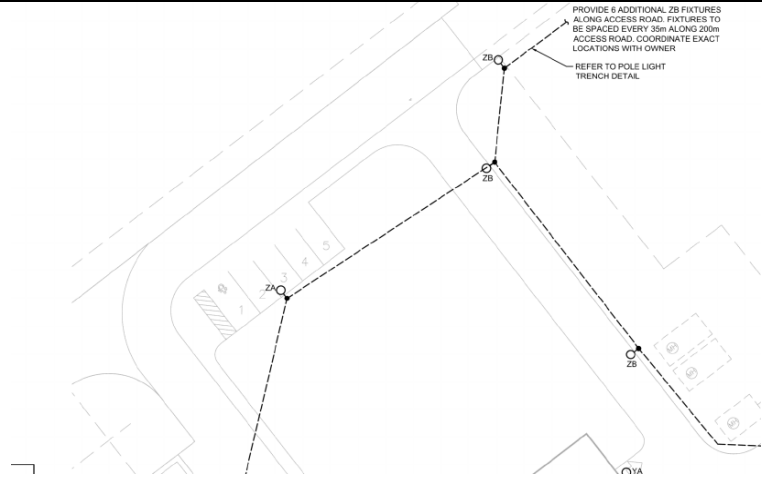 PROVIDE 6 ADDITIONAL ZB FIXTURES
ALONG ACCESS ROAD. FIXTURES TO
BE SPACED EVERY 35m ALONG 200m
ACCESS ROAD. COORDINATE EXACT
LOCATIONS WITH OWNER
REFER TO POLE LIGHT
TRENCH DETAIL
ZB
ZB
ZA
1
2
3
4
5
ZB
YA